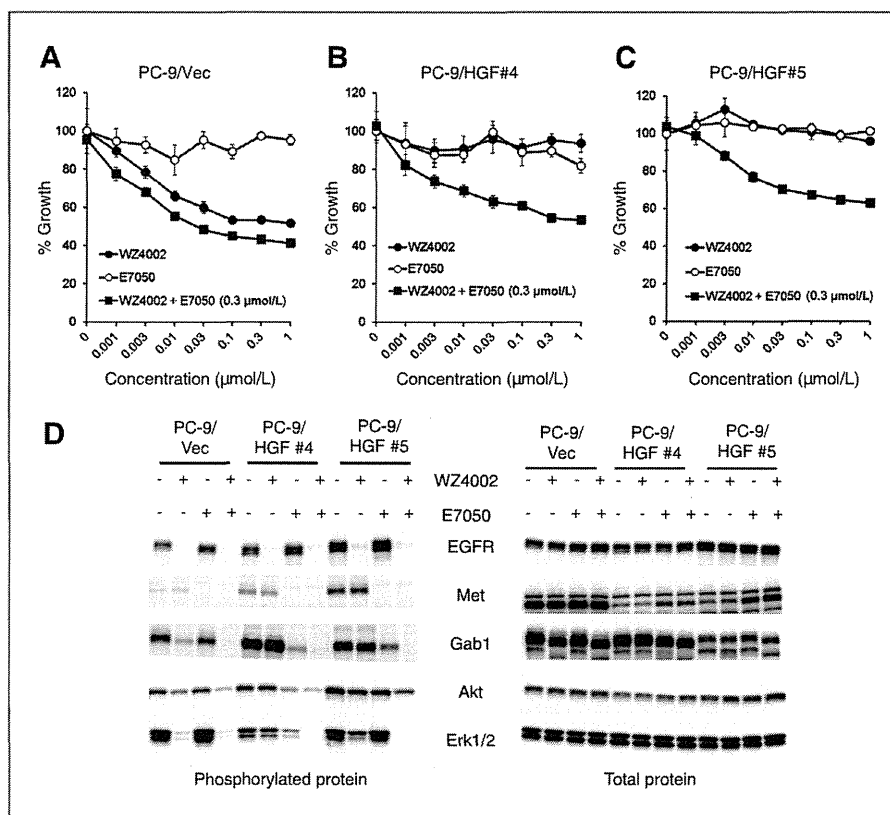 A
PC-9/Vec
% Growth
120
100
80
60
40
20
0
WZ4002
E7050
WZ4002 + E7050 (0.3 μmol/L)
0 0.001 0.003 0.01 0.03 0.1 0.3 1
Concentration (μmol/L)
B
PC-9/HGF#4
% Growth
120
100
80
60
40
20
0
WZ4002
E7050
WZ4002 + E7050 (0.3 μmol/L)
0 0.001 0.003 0.01 0.03 0.1 0.3 1
Concentration (μmol/L)
C
PC-9/HGF#5
% Growth
120
100
80
60
40
20
0
WZ4002
E7050
WZ4002 + E7050 (0.3 μmol/L)
0 0.001 0.003 0.01 0.03 0.1 0.3 1
Concentration (μmol/L)
D
PC-9/ PC-9/ PC-9/ PC-9/ PC-9/ PC-9/
Vec HGF #4 HGF #5 Vec HGF #4 HGF #5
- + - + - + - + - + - + WZ4002 - + - + - + - + - + - +
- - + + - - + + - - + + E7050 - - + + - - + + - - + +
EGFR
Met
Gab1
Akt
Erk1/2
Phosphorylated protein Total protein